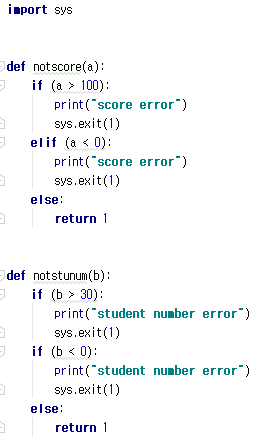 import sys
def notscore(a):
    if (a > 100):
        print("score error")
        sys.exit(1)
    elif (a < 0):
        print("score error")
        sys.exit(1)
    else:
        return 1
def notstunum(b):
    if (b > 30):
        print("student number error")
        sys.exit(1)
    if (b < 0):
        print("student number error")
        sys.exit(1)
    else:
        return 1